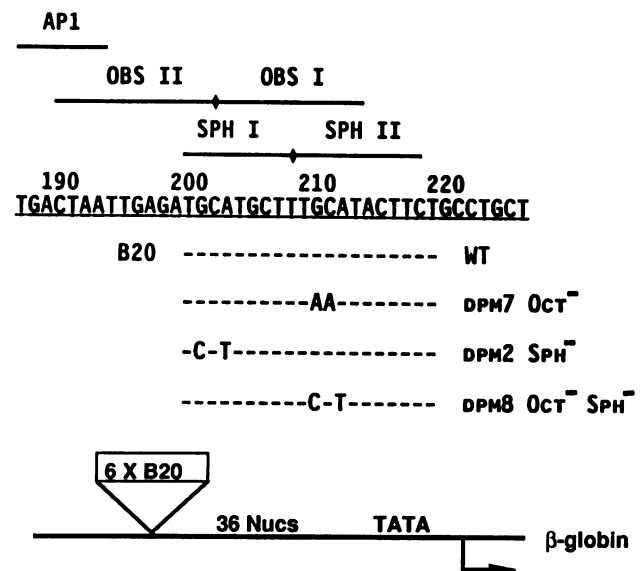 AP1
OBS II OBS I
SPH I SPH II
190 200 210 220
TGACTAATTGAGATGCATGCTTTGCATACTTCTGCCTGCT
B20 -------------------- WT
----------AA-------- DPM7 OCT⁻
-C-T---------------- DPM2 SPH⁻
----------C-T------- DPM8 OCT⁻ SPH⁻
6 X B20
36 Nucs TATA β-globin